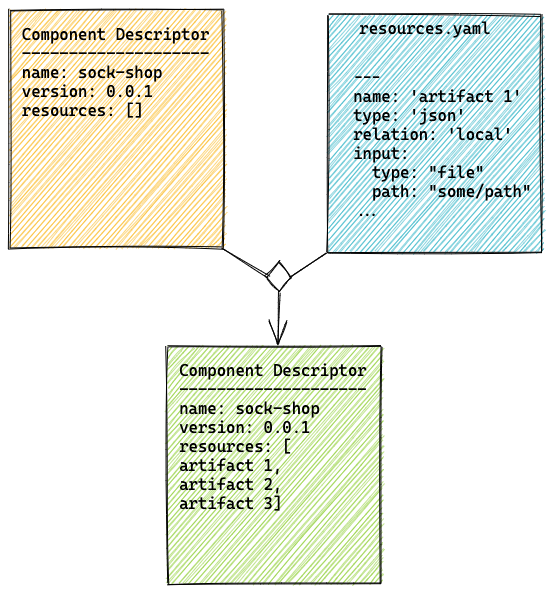 Component Descriptor
--------------------
name: sock-shop
version: 0.0.1
resources: []
resources.yaml
---
name: 'artifact 1'
type: 'json'
relation: 'local'
input:
  type: "file"
  path: "some/path"
...
Component Descriptor
--------------------
name: sock-shop
version: 0.0.1
resources: [
artifact 1,
artifact 2,
artifact 3]